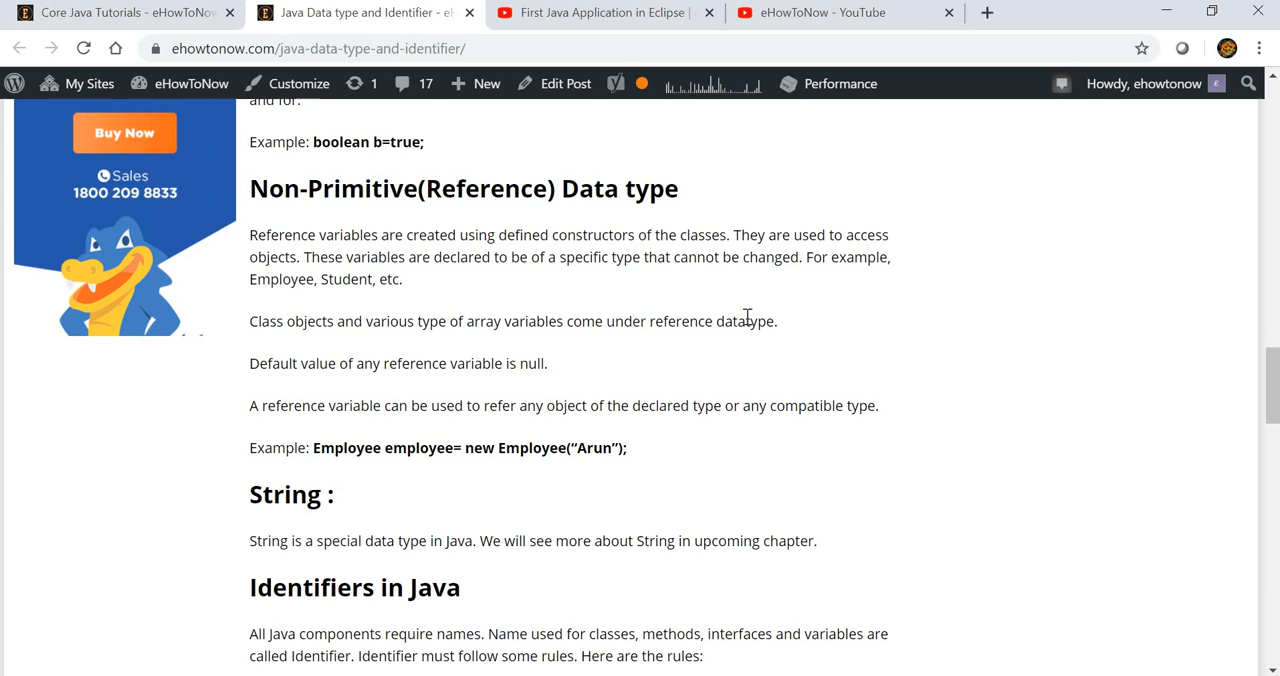 Core Java Tutorials - eHowToNow
Java Data type and Identifier - eH
First Java Application in Eclipse |
eHowToNow - YouTube
ehowtonow.com/java-data-type-and-identifier/
My Sites
eHowToNow
Customize
1
17
New
Edit Post
Performance
Howdy, ehowtonow
and for.
Buy Now
Sales
1800 209 8833
Example: boolean b=true;
Non-Primitive(Reference) Data type
Reference variables are created using defined constructors of the classes. They are used to access
objects. These variables are declared to be of a specific type that cannot be changed. For example,
Employee, Student, etc.
Class objects and various type of array variables come under reference datatype.
Default value of any reference variable is null.
A reference variable can be used to refer any object of the declared type or any compatible type.
Example: Employee employee= new Employee(“Arun”);
String :
String is a special data type in Java. We will see more about String in upcoming chapter.
Identifiers in Java
All Java components require names. Name used for classes, methods, interfaces and variables are
called Identifier. Identifier must follow some rules. Here are the rules: